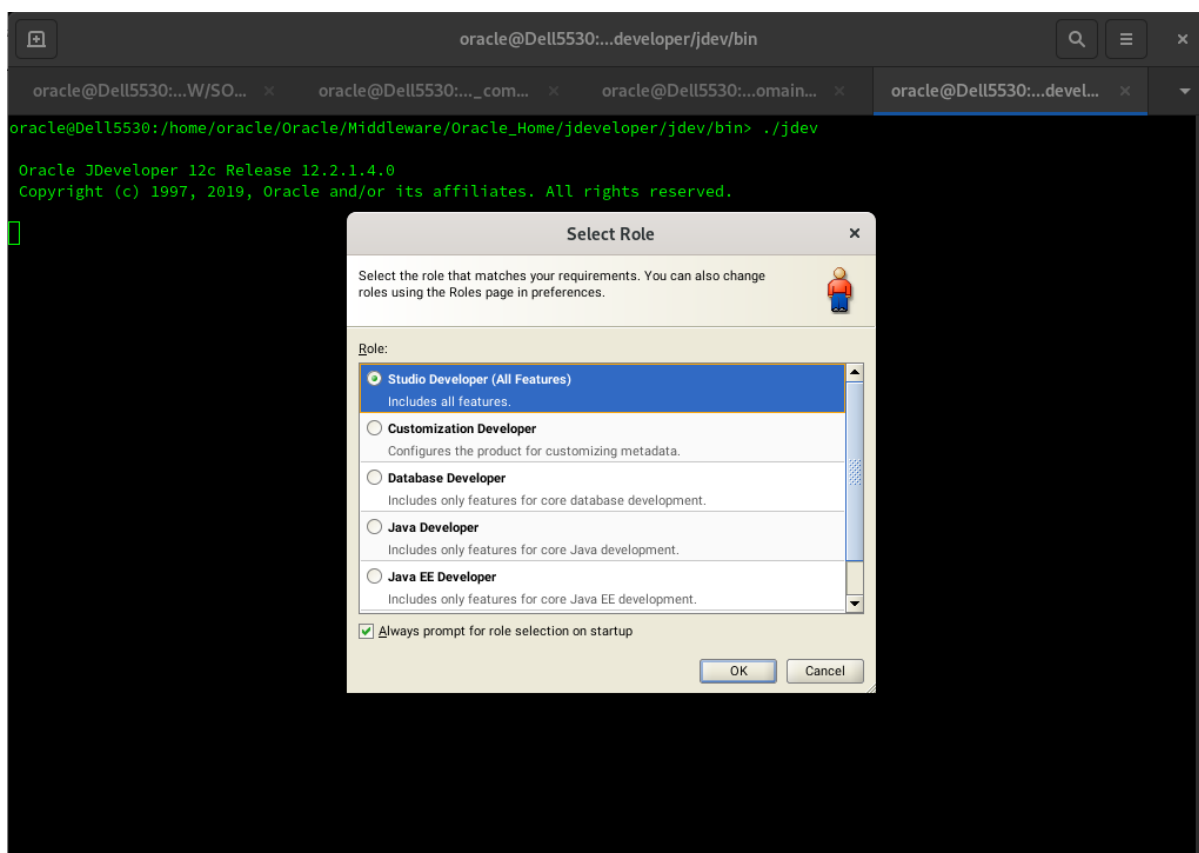 oracle@Dell5530:...developer/jdev/bin
oracle@Dell5530:...W/SO...
oracle@Dell5530:..._com...
oracle@Dell5530:...omain...
oracle@Dell5530:...devel...
oracle@Dell5530:/home/oracle/Oracle/Middleware/Oracle_Home/jdeveloper/jdev/bin> ./jdev
Oracle JDeveloper 12c Release 12.2.1.4.0
Copyright (c) 1997, 2019, Oracle and/or its affiliates. All rights reserved.
Select Role
Select the role that matches your requirements. You can also change
roles using the Roles page in preferences.
Role:
Studio Developer (All Features)
Includes all features.
Customization Developer
Configures the product for customizing metadata.
Database Developer
Includes only features for core database development.
Java Developer
Includes only features for core Java development.
Java EE Developer
Includes only features for core Java EE development.
Always prompt for role selection on startup
OK
Cancel